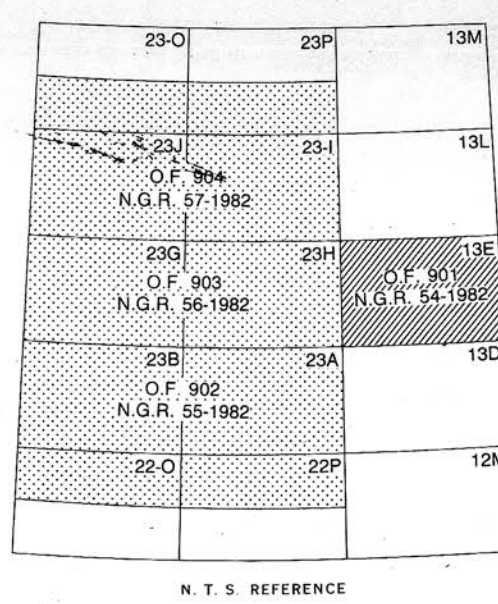 23-O 23P 13M
23J 23-I 13L
O.F. 904
N.G.R. 57-1982
23G 23H 13E
O.F. 903 O.F. 901
N.G.R. 56-1982 N.G.R. 54-1982
23B 23A 13D
O.F. 902
N.G.R. 55-1982
22-O 22P 12M
N. T. S. REFERENCE